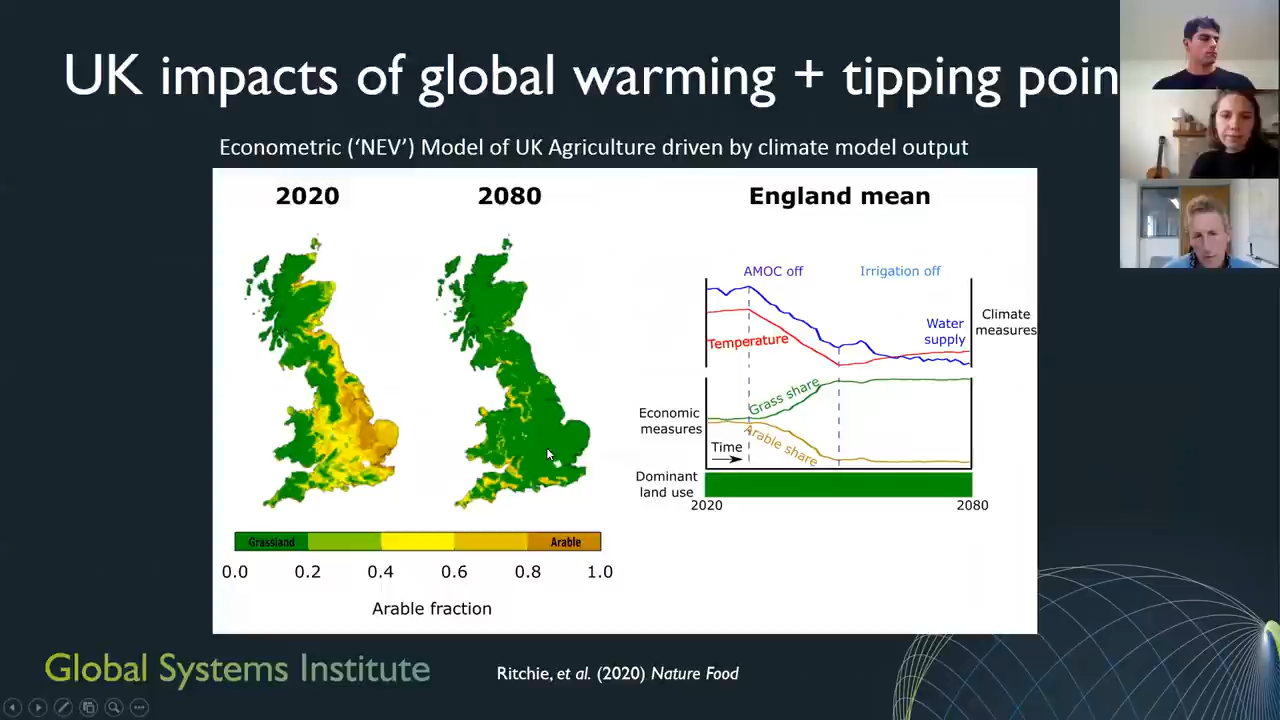 UK impacts of global warming + tipping poin
Econometric (‘NEV’) Model of UK Agriculture driven by climate model output
2020
2080
England mean
AMOC off
Irrigation off
Temperature
Water
supply
Climate
measures
Economic
measures
Grass share
Arable share
Time
Dominant
land use
2020
2080
Grassland
Arable
0.0
0.2
0.4
0.6
0.8
1.0
Arable fraction
Global Systems Institute
Ritchie, et al. (2020) Nature Food